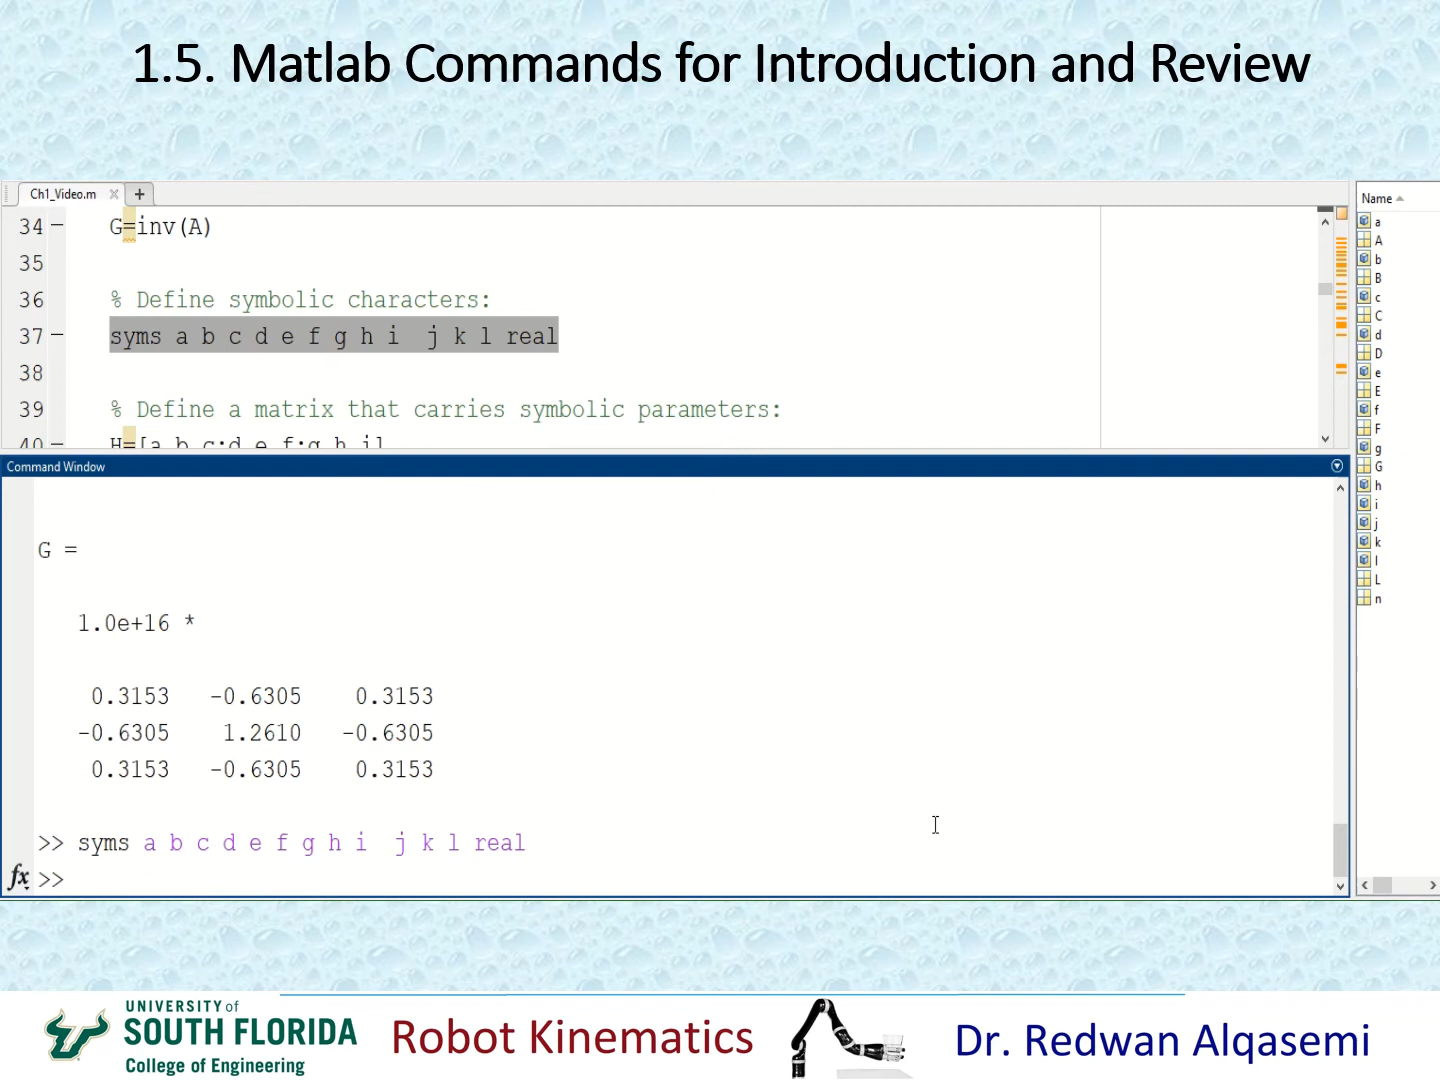 1.5. Matlab Commands for Introduction and Review
Ch1_Video.m
34 – G=inv(A)
35
36 % Define symbolic characters:
37 – syms a b c d e f g h i  j k l real
38
39 % Define a matrix that carries symbolic parameters:
40 – H=[a b c;d e f;g h i]
Command Window
G =
1.0e+16 *
0.3153 -0.6305 0.3153
-0.6305 1.2610 -0.6305
0.3153 -0.6305 0.3153
>> syms a b c d e f g h i  j k l real
fx >>
Name
a
A
b
B
c
C
d
D
e
E
f
F
g
G
h
i
j
k
l
L
n
UNIVERSITY of
SOUTH FLORIDA
College of Engineering
Robot Kinematics
Dr. Redwan Alqasemi